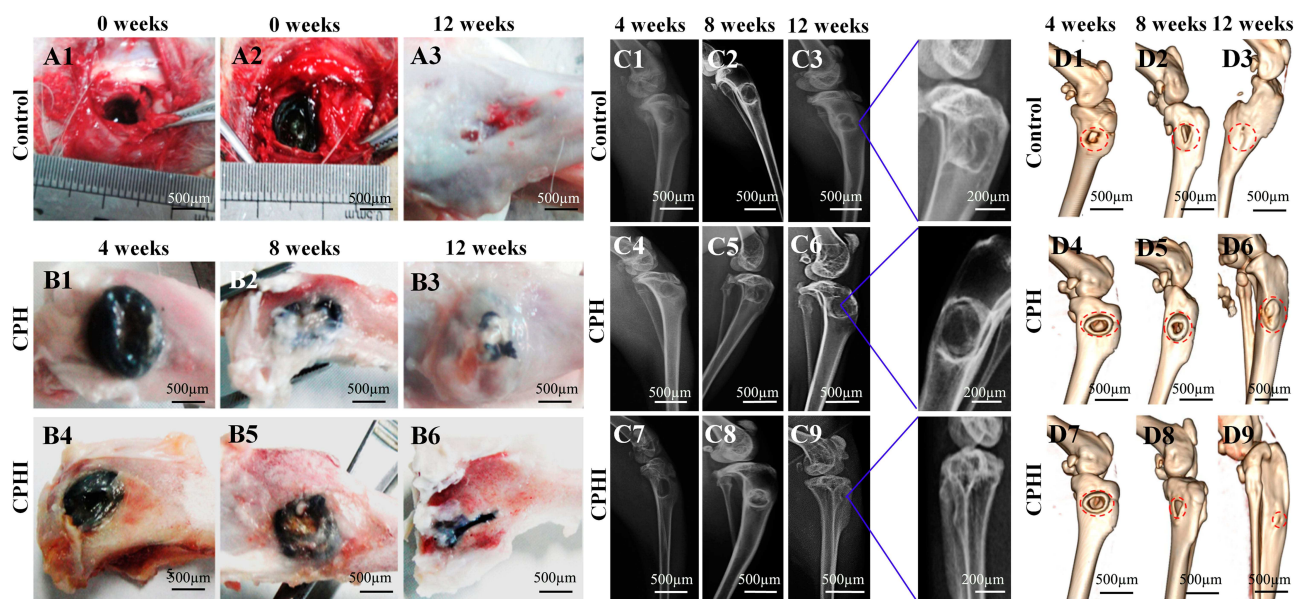 0 weeks 0 weeks 12 weeks
4 weeks 8 weeks 12 weeks
4 weeks 8 weeks 12 weeks
Control
A1 A2 A3
500µm 500µm 500µm
Control
C1 C2 C3
500µm 500µm 500µm 200µm
Control
D1 D2 D3
500µm 500µm 500µm
4 weeks 8 weeks 12 weeks
CPH
B1 B2 B3
500µm 500µm 500µm
CPH
C4 C5 C6
500µm 500µm 500µm 200µm
CPH
D4 D5 D6
500µm 500µm 500µm
CPHI
B4 B5 B6
500µm 500µm 500µm
CPHI
C7 C8 C9
500µm 500µm 500µm 200µm
CPHI
D7 D8 D9
500µm 500µm 500µm